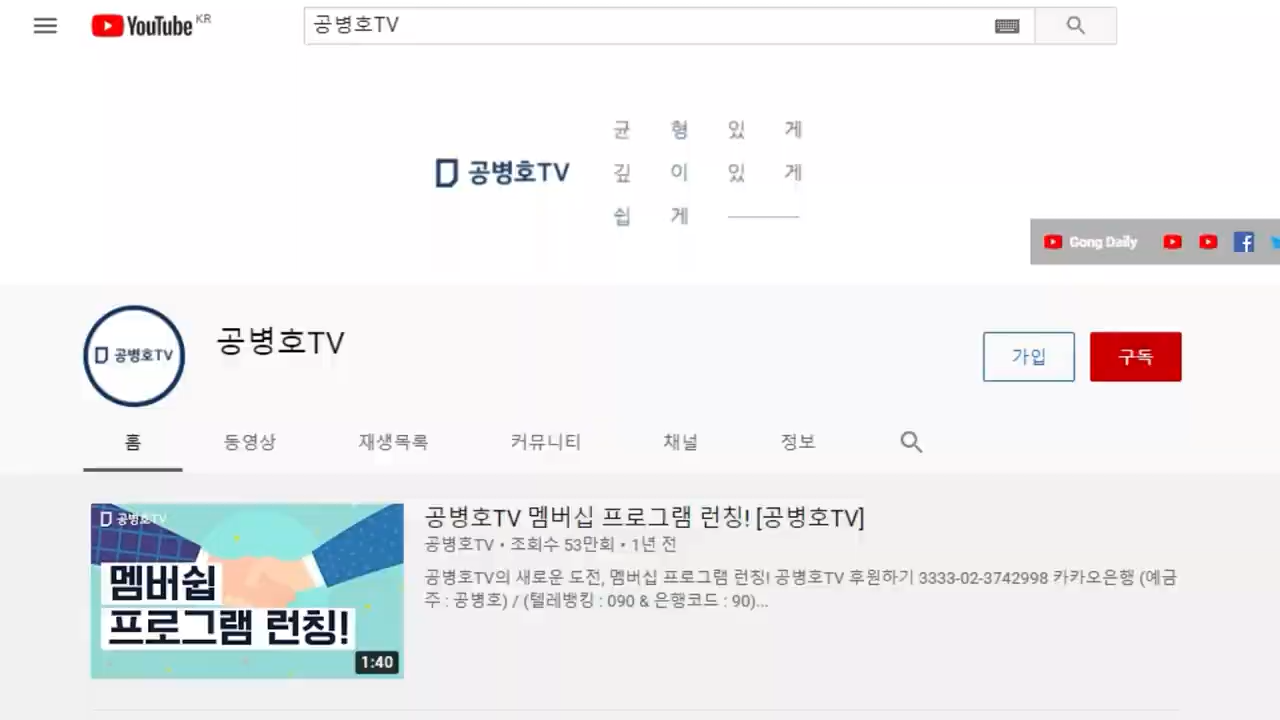 YouTube KR
공병호TV
균 형 있 게
공병호TV
깊 이 있 게
쉽 게
Gong Daily
공병호TV
공병호TV
가입
구독
홈
동영상
재생목록
커뮤니티
채널
정보
공병호TV
멤버쉽
프로그램 런칭!
1:40
공병호TV 멤버십 프로그램 런칭! [공병호TV]
공병호TV • 조회수 53만회 • 1년 전
공병호TV의 새로운 도전, 멤버십 프로그램 런칭! 공병호TV 후원하기 3333-02-3742998 카카오은행 (예금
주 : 공병호) / (텔레뱅킹 : 090 & 은행코드 : 90)...